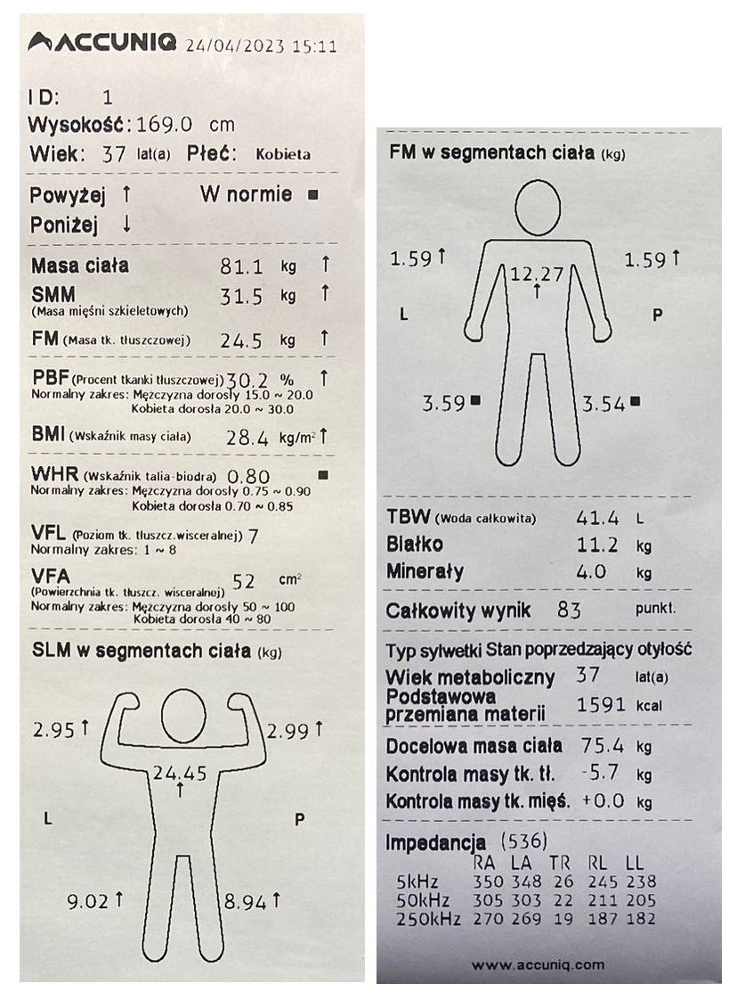 ACCUNIQ 24/04/2023 15:11
ID: 1
Wysokość: 169.0 cm
Wiek: 37 lat(a) Płeć: Kobieta
Powyżej ↑ W normie ■
Poniżej ↓
Masa ciała 81.1 kg ↑
SMM 31.5 kg ↑
(Masa mięśni szkieletowych)
FM (Masa tk. tłuszczowej) 24.5 kg ↑
PBF (Procent tkanki tłuszczowej) 30.2 % ↑
Normalny zakres: Mężczyzna dorosły 15.0 ~ 20.0
Kobieta dorosła 20.0 ~ 30.0
BMI (Wskaźnik masy ciała) 28.4 kg/m² ↑
WHR (Wskaźnik talia-biodra) 0.80 ■
Normalny zakres: Mężczyzna dorosły 0.75 ~ 0.90
Kobieta dorosła 0.70 ~ 0.85
VFL (Poziom tk. tłuszcz.wisceralnej) 7
Normalny zakres: 1 ~ 8
VFA 52 cm²
(Powierzchnia tk. tłuszcz. wisceralnej)
Normalny zakres: Mężczyzna dorosły 50 ~ 100
Kobieta dorosła 40 ~ 80
SLM w segmentach ciała (kg)
2.95 ↑ 2.99 ↑
24.45
↑
L P
9.02 ↑ 8.94 ↑
FM w segmentach ciała (kg)
1.59 ↑ 1.59 ↑
12.27
↑
L P
3.59 ■ 3.54 ■
TBW (Woda całkowita) 41.4 L
Białko 11.2 kg
Minerały 4.0 kg
Całkowity wynik 83 punkt.
Typ sylwetki Stan poprzedzający otyłość
Wiek metaboliczny 37 lat(a)
Podstawowa
przemiana materii 1591 kcal
Docelowa masa ciała 75.4 kg
Kontrola masy tk. tł. -5.7 kg
Kontrola masy tk. mięś. +0.0 kg
Impedancja (536)
RA LA TR RL LL
5kHz 350 348 26 245 238
50kHz 305 303 22 211 205
250kHz 270 269 19 187 182
www.accuniq.com